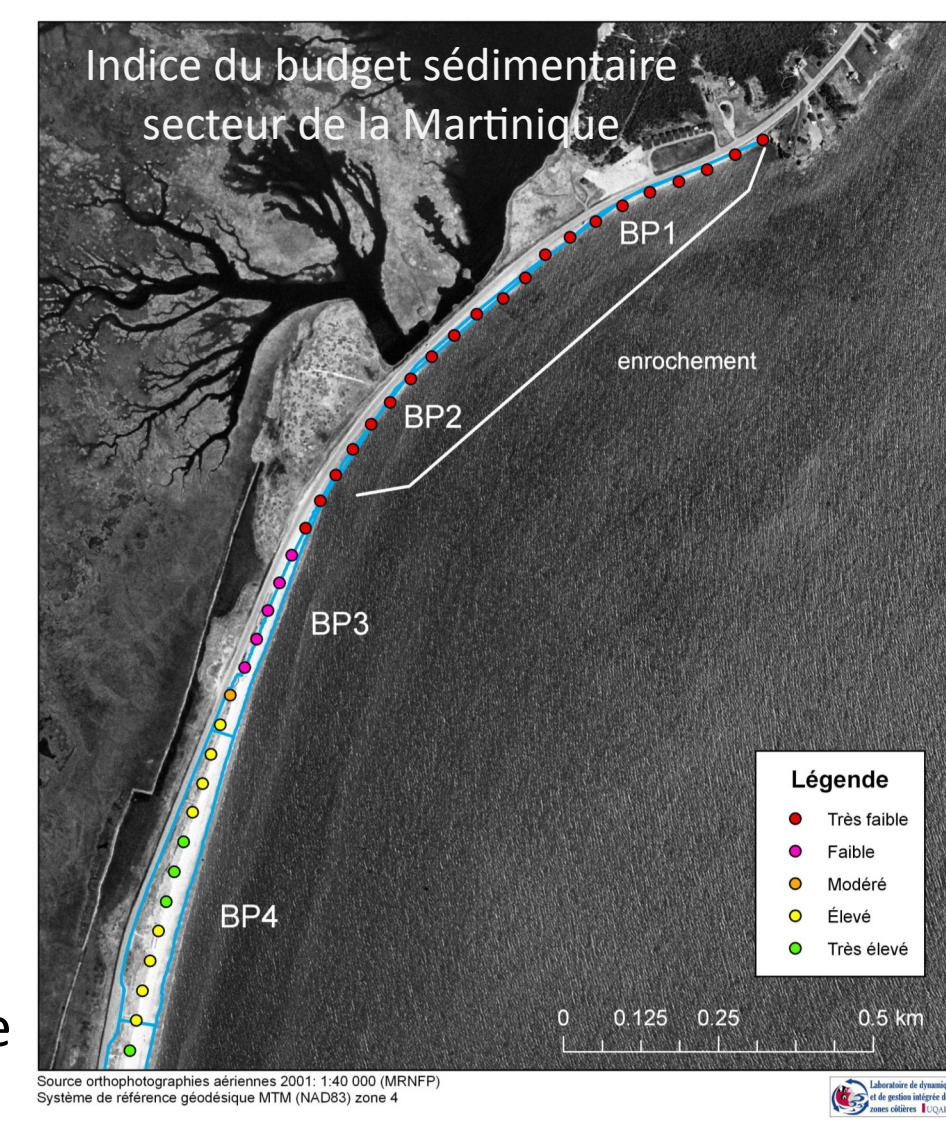 Indice du budget sédimentaire
secteur de la Martinique
BP1
enrochement
BP2
BP3
Légende
Très faible
Faible
Modéré
Élevé
Très élevé
BP4
0 0.125 0.25 0.5 km
e
Source orthophotographies aériennes 2001: 1:40 000 (MRNFP)
Système de référence géodésique MTM (NAD83) zone 4
Laboratoire de dynamiq
et de gestion intégrée d
zones côtières UQA